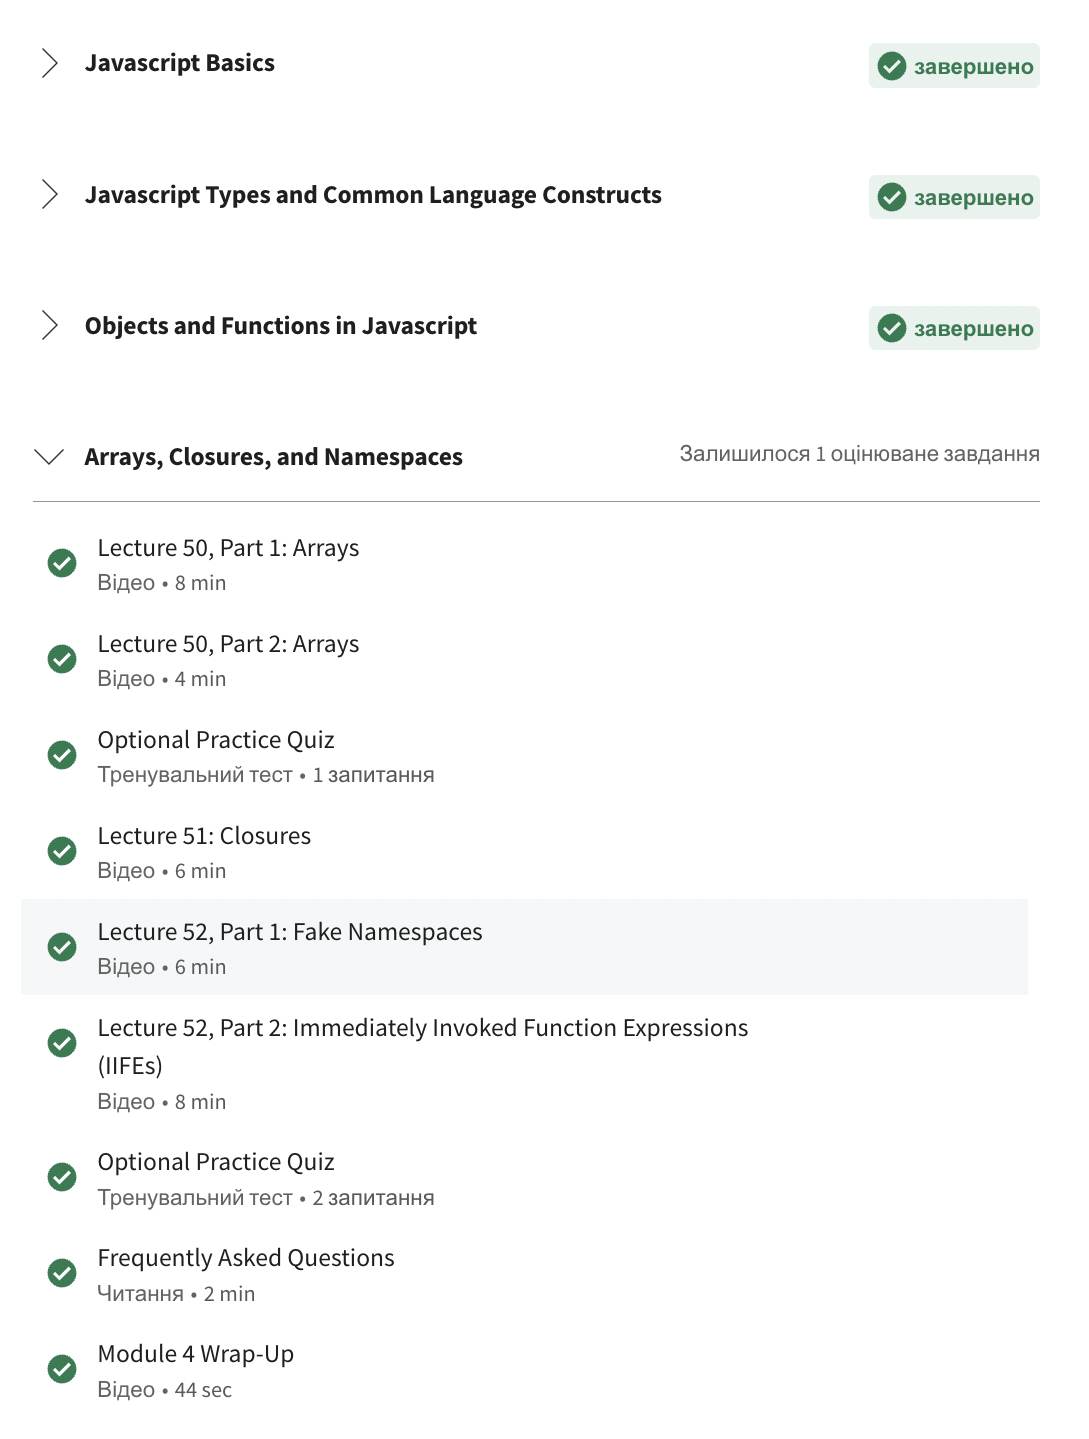 Javascript Basics
завершено
Javascript Types and Common Language Constructs
завершено
Objects and Functions in Javascript
завершено
Arrays, Closures, and Namespaces
Залишилося 1 оцінюване завдання
Lecture 50, Part 1: Arrays
Відео • 8 min
Lecture 50, Part 2: Arrays
Відео • 4 min
Optional Practice Quiz
Тренувальний тест • 1 запитання
Lecture 51: Closures
Відео • 6 min
Lecture 52, Part 1: Fake Namespaces
Відео • 6 min
Lecture 52, Part 2: Immediately Invoked Function Expressions
(IIFEs)
Відео • 8 min
Optional Practice Quiz
Тренувальний тест • 2 запитання
Frequently Asked Questions
Читання • 2 min
Module 4 Wrap-Up
Відео • 44 sec